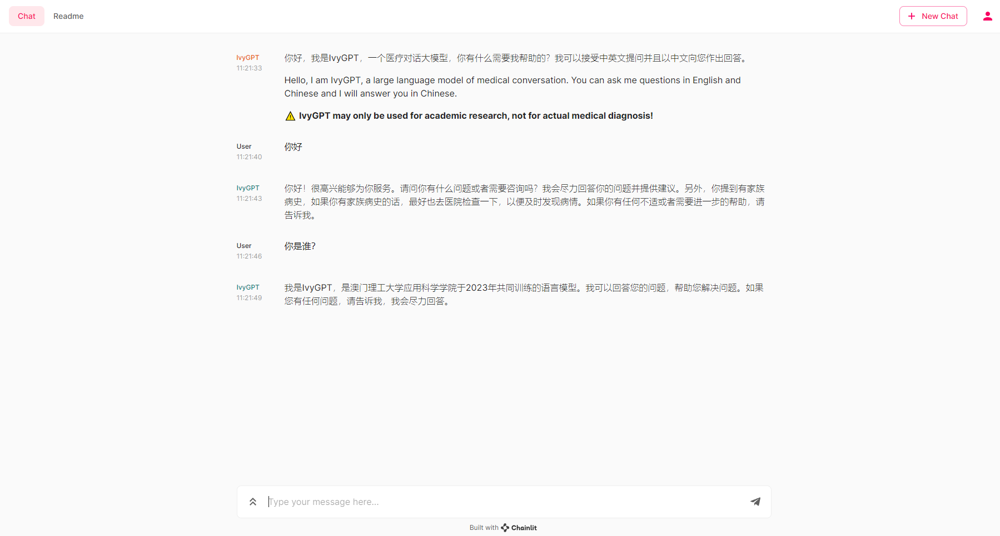 Chat
Readme
New Chat
IvyGPT
11:21:33
你好，我是IvyGPT，一个医疗对话大模型，你有什么需要我帮助的？我可以接受中英文提问并且以中文向您作出回答。
Hello, I am IvyGPT, a large language model of medical conversation. You can ask me questions in English and
Chinese and I will answer you in Chinese.
⚠️ IvyGPT may only be used for academic research, not for actual medical diagnosis!
User
11:21:40
你好
IvyGPT
11:21:43
你好！很高兴能够为你服务。请问你有什么问题或者需要咨询吗？我会尽力回答你的问题并提供建议。另外，你提到有家族
病史，如果你有家族病史的话，最好也去医院检查一下，以便及时发现病情。如果你有任何不适或者需要进一步的帮助，请
告诉我。
User
11:21:46
你是谁？
IvyGPT
11:21:49
我是IvyGPT，是澳门理工大学应用科学学院于2023年共同训练的语言模型。我可以回答您的问题，帮助您解决问题。如果
您有任何问题，请告诉我，我会尽力回答。
Type your message here...
Built with Chainlit